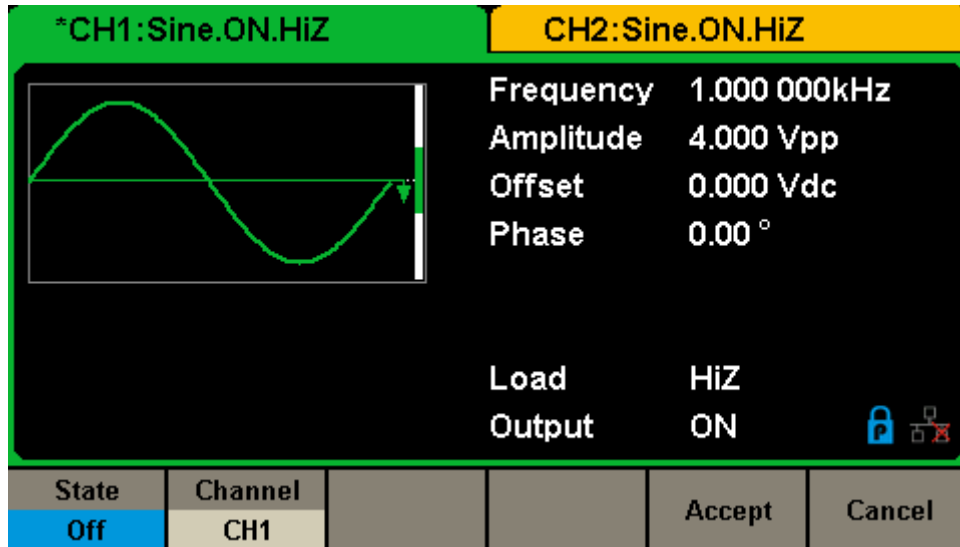 *CH1:Sine.ON.HiZ
CH2:Sine.ON.HiZ
Frequency 1.000 000kHz
Amplitude 4.000 Vpp
Offset 0.000 Vdc
Phase 0.00 °
Load HiZ
Output ON
P
State Channel Accept Cancel
Off CH1